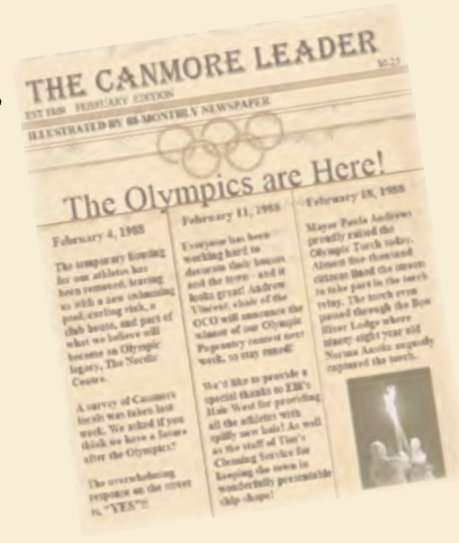 THE CANMORE LEADER
$0.25
FEBRUARY EDITION
ILLUSTRATED BY BI-MONTHLY NEWSPAPER
The Olympics are Here!
February 4, 1988
The temporary housing
for our athletes has
been removed, leaving
us with a new swimming
pool, curling rink, a
club house, and part of
what we believe will
become an Olympic
legacy, The Nordic
Centre.
A survey of Canmore
locals was taken last
week. We asked if you
think we have a future
after the Olympics?
The overwhelming
response on the street
is, "YES"!!
February 11, 1988
Everyone has been
working hard to
decorate their houses
and the town - and it
looks great! Andrew
Vincent, chair of the
OCO will announce the
winner of our Olympic
Pageantry contest next
week, so stay tuned!
We'd like to provide a
special thanks to Elli's
Hair West for providing
all the athletes with
spiffy new hair! As well
as the staff of Tim's
Cleaning Service for
keeping the town in
wonderfully presentable
ship-shape!
February 18, 1988
Mayor Paula Andrews
proudly raised the
Olympic Torch today.
Almost five thousand
citizens lined the streets
to take part in the torch
relay. The torch even
passed through the Bow
River Lodge where
ninety-eight year old
Norma Austin
captured the torch.